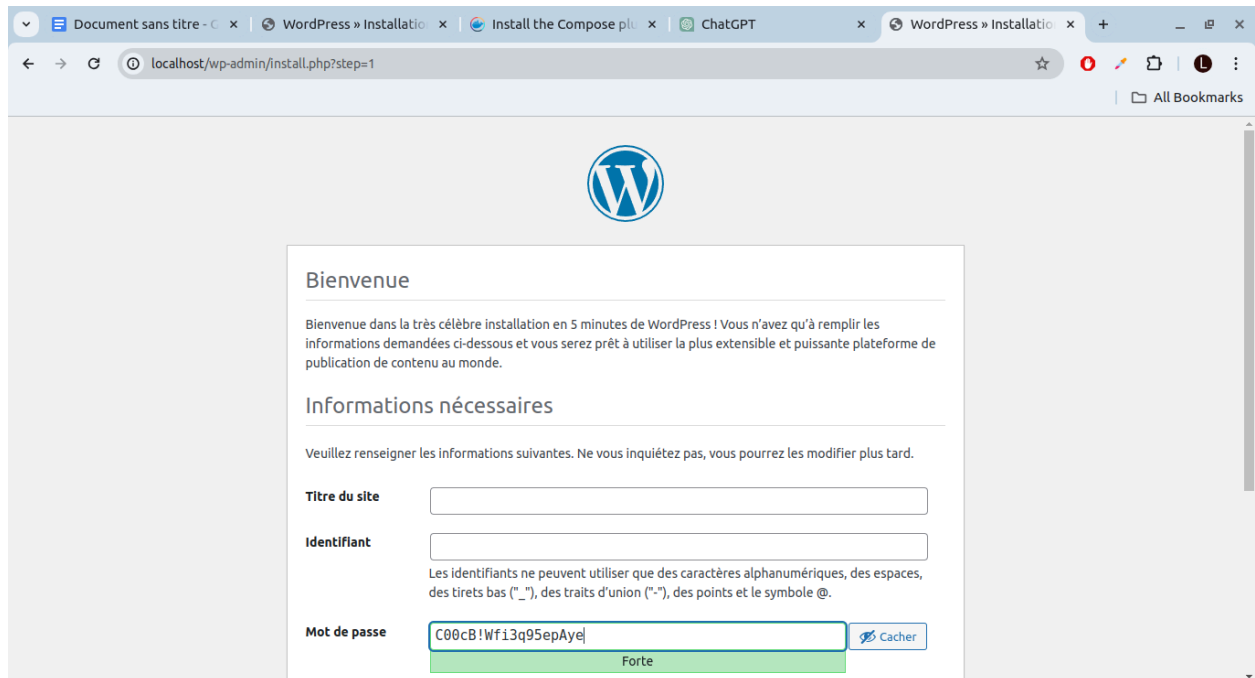 Document sans titre - G
WordPress » Installatio
Install the Compose plu
ChatGPT
WordPress » Installatio
localhost/wp-admin/install.php?step=1
L
All Bookmarks
W
Bienvenue
Bienvenue dans la très célèbre installation en 5 minutes de WordPress ! Vous n’avez qu’à remplir les
informations demandées ci-dessous et vous serez prêt à utiliser la plus extensible et puissante plateforme de
publication de contenu au monde.
Informations nécessaires
Veuillez renseigner les informations suivantes. Ne vous inquiétez pas, vous pourrez les modifier plus tard.
Titre du site
Identifiant
Les identifiants ne peuvent utiliser que des caractères alphanumériques, des espaces,
des tirets bas ("_"), des traits d’union ("-"), des points et le symbole @.
Mot de passe
C00cB!Wfi3q95epAye
Cacher
Forte